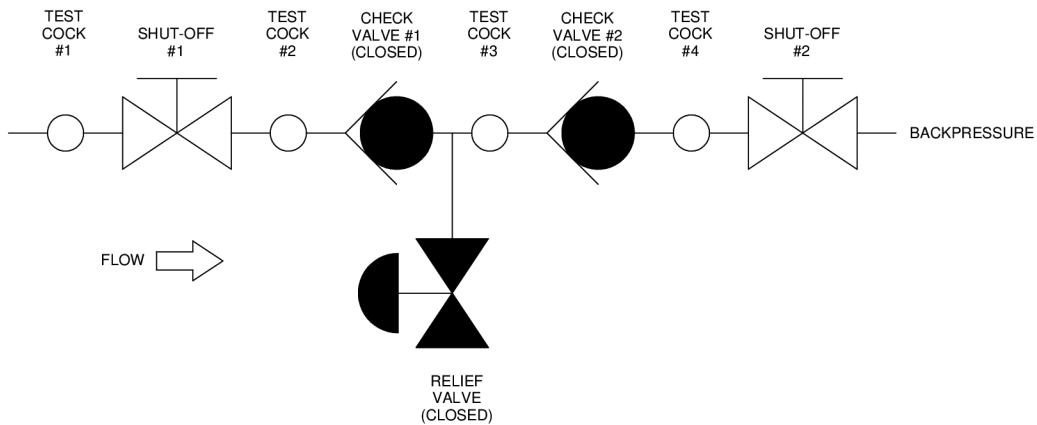 TEST
COCK
#1
SHUT-OFF
#1
TEST
COCK
#2
CHECK
VALVE #1
(CLOSED)
TEST
COCK
#3
CHECK
VALVE #2
(CLOSED)
TEST
COCK
#4
SHUT-OFF
#2
BACKPRESSURE
FLOW
RELIEF
VALVE
(CLOSED)